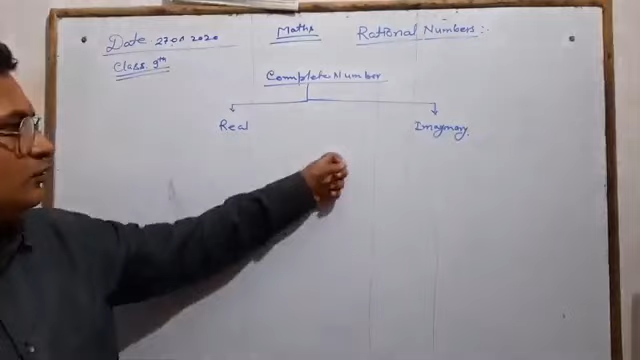 Maths
Rational Numbers :-
Date 27.01 2020
Class 9th
Complete Number
Real
Imaginary